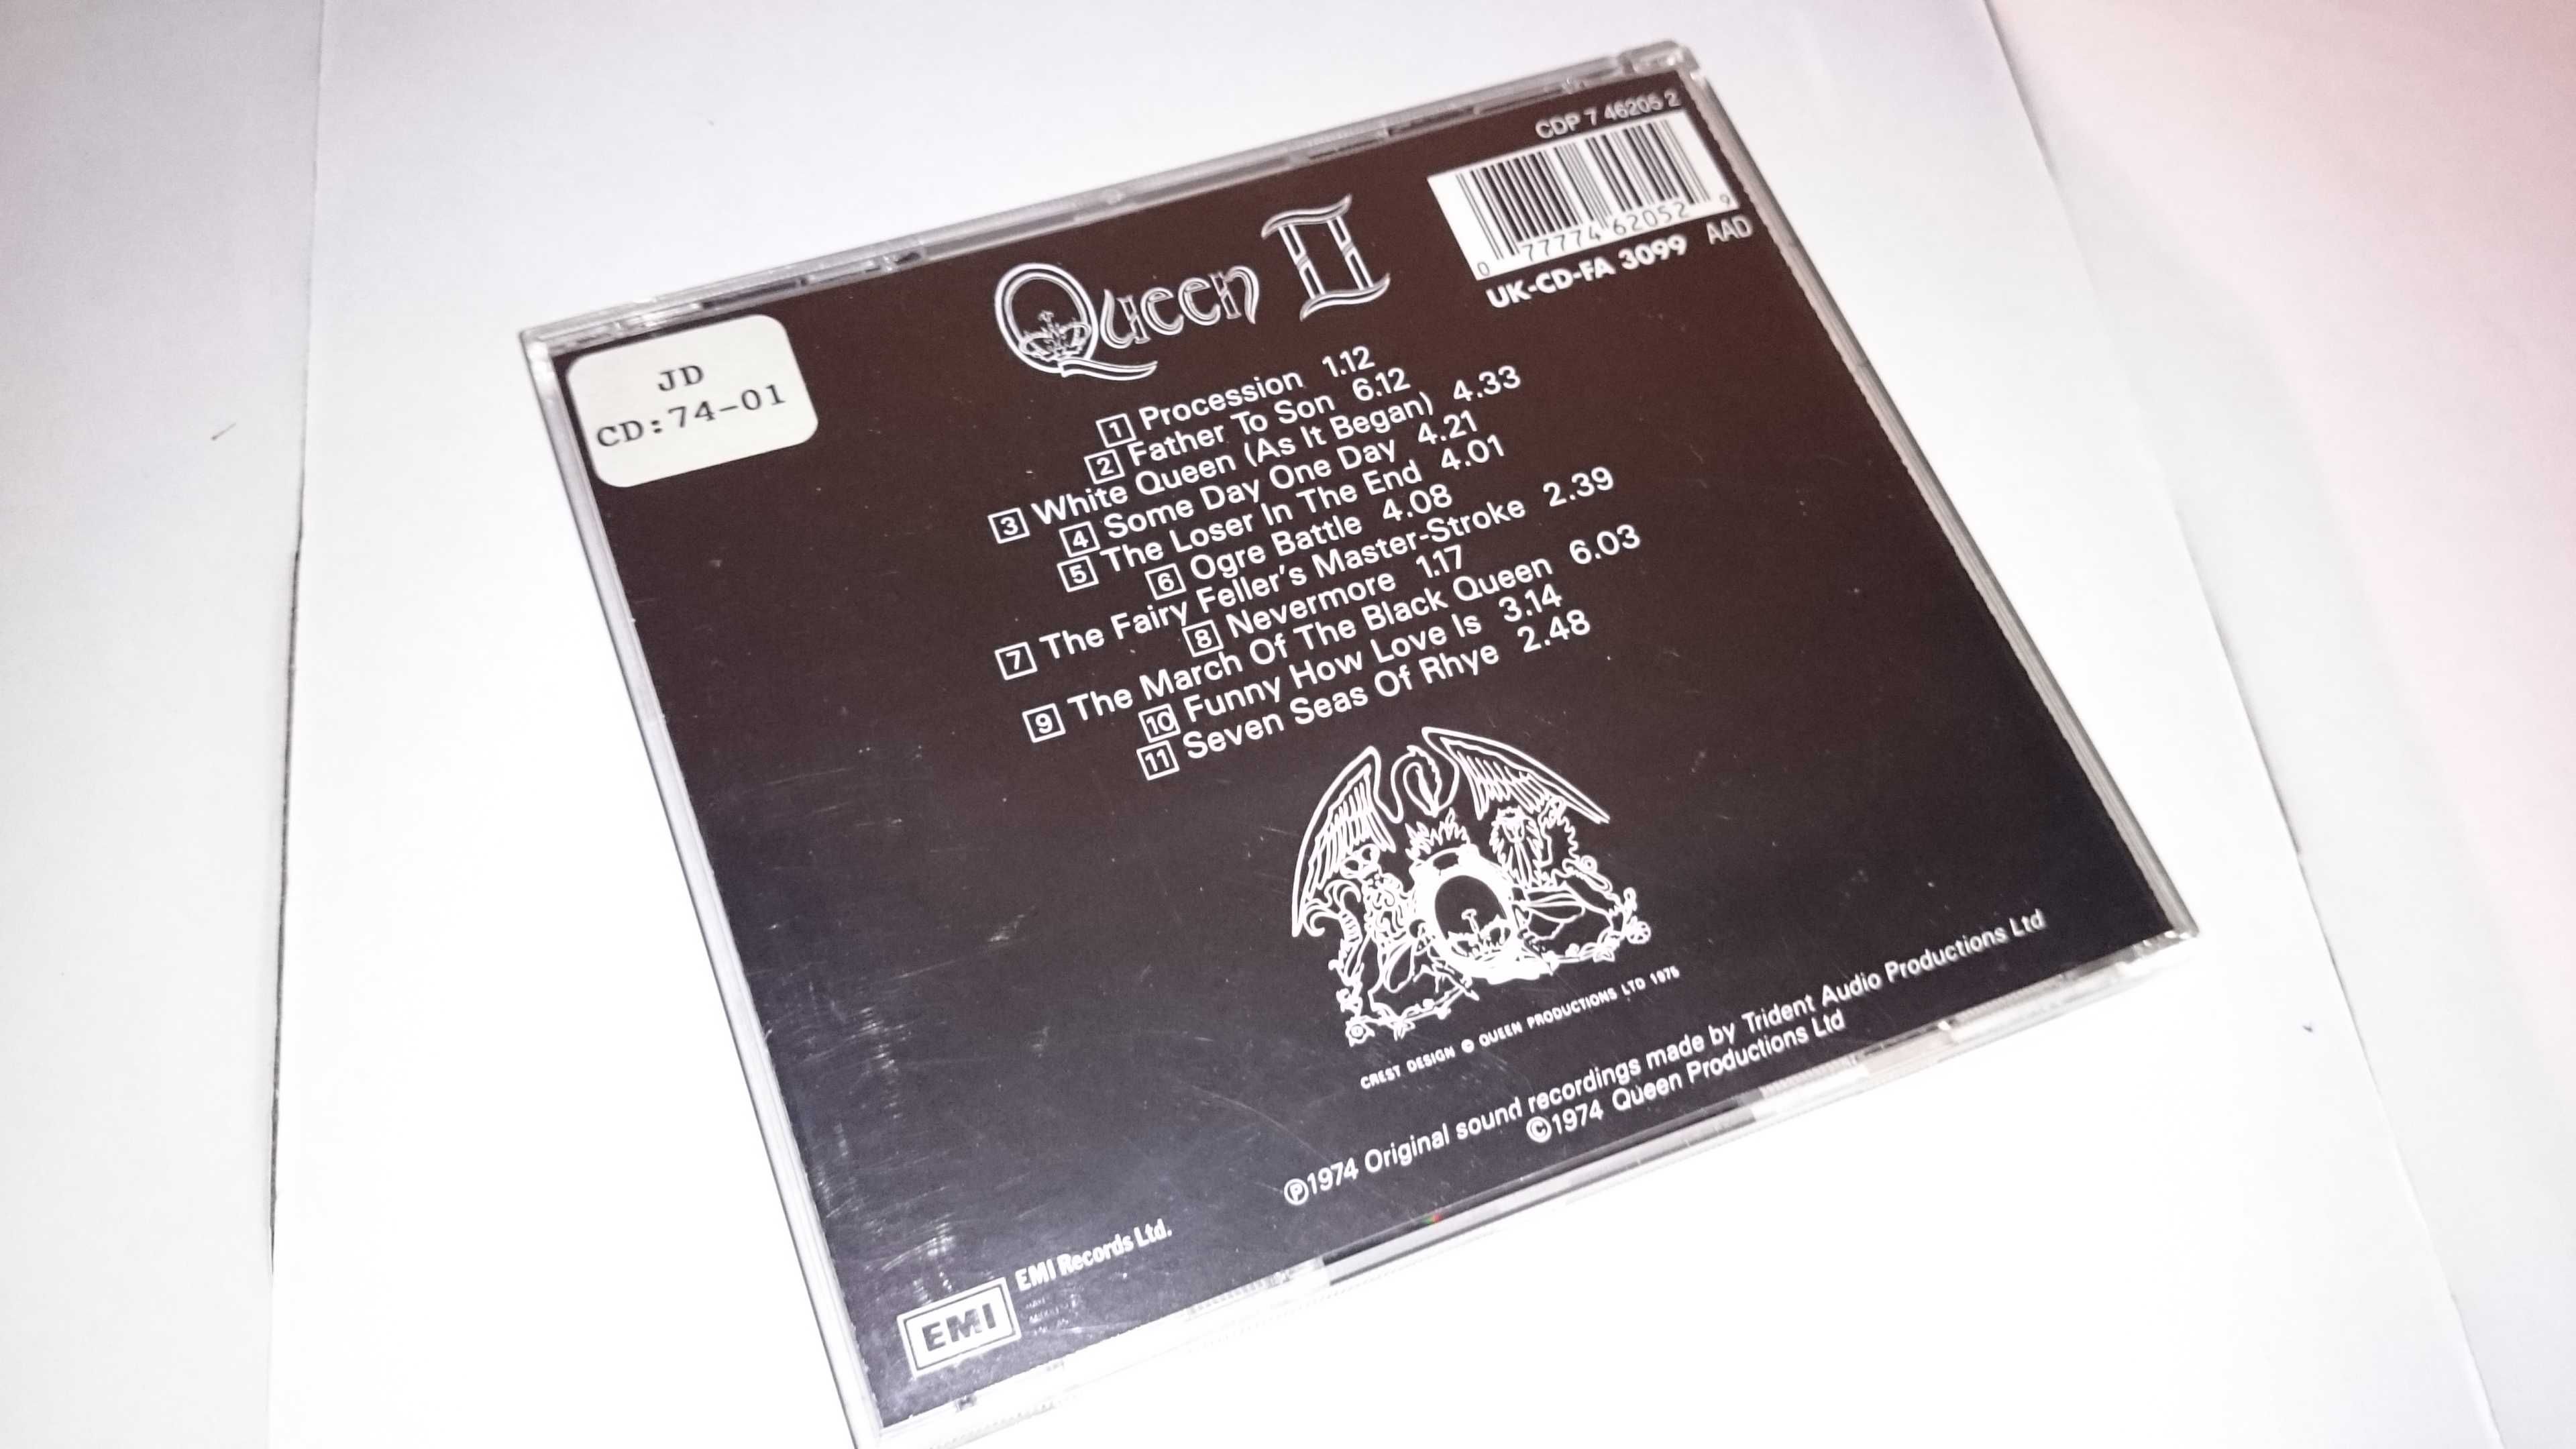 CDP 7 46205 2
0 77774 62052 9
UK-CD-FA 3099 AAD
JD
CD:74-01
Queen II
1 Procession 1.12
2 Father To Son 6.12
3 White Queen (As It Began) 4.33
4 Some Day One Day 4.21
5 The Loser In The End 4.01
6 Ogre Battle 4.08
7 The Fairy Feller's Master-Stroke 2.39
8 Nevermore 1.17
9 The March Of The Black Queen 6.03
10 Funny How Love Is 3.14
11 Seven Seas Of Rhye 2.48
CREST DESIGN © QUEEN PRODUCTIONS LTD 1975
℗1974 Original sound recordings made by Trident Audio Productions Ltd
©1974 Queen Productions Ltd
EMI Records Ltd.
EMI